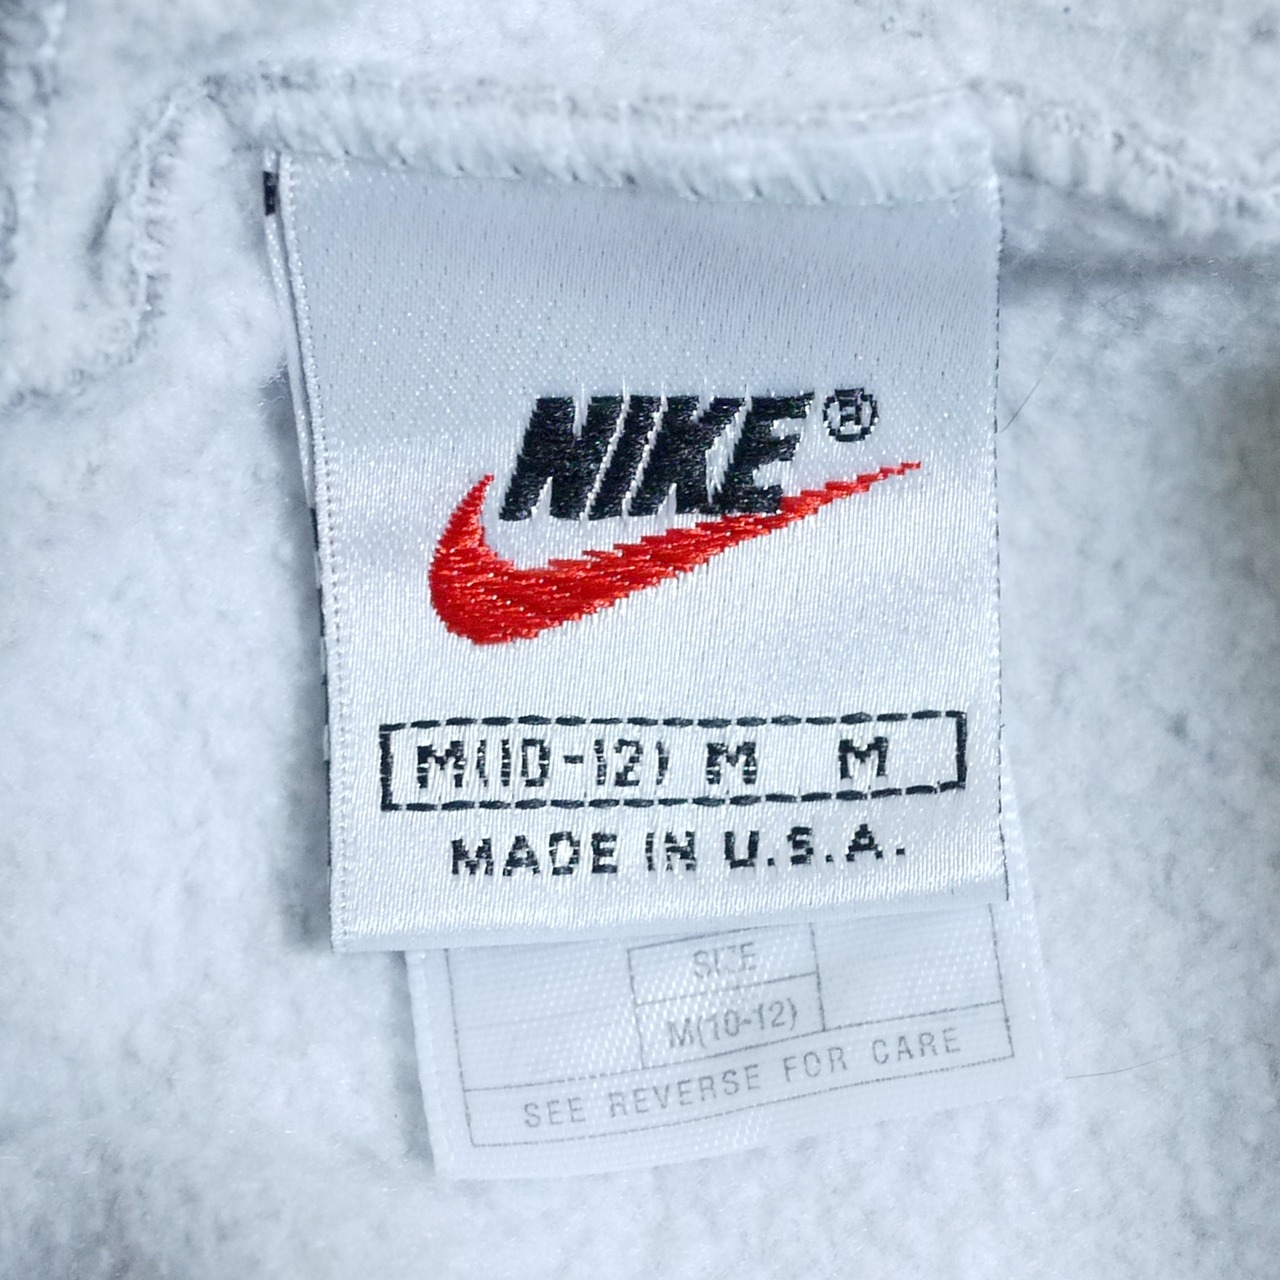 NIKE®
M(10-12) M M
MADE IN U.S.A.
SIZE
M(10-12)
SEE REVERSE FOR CARE